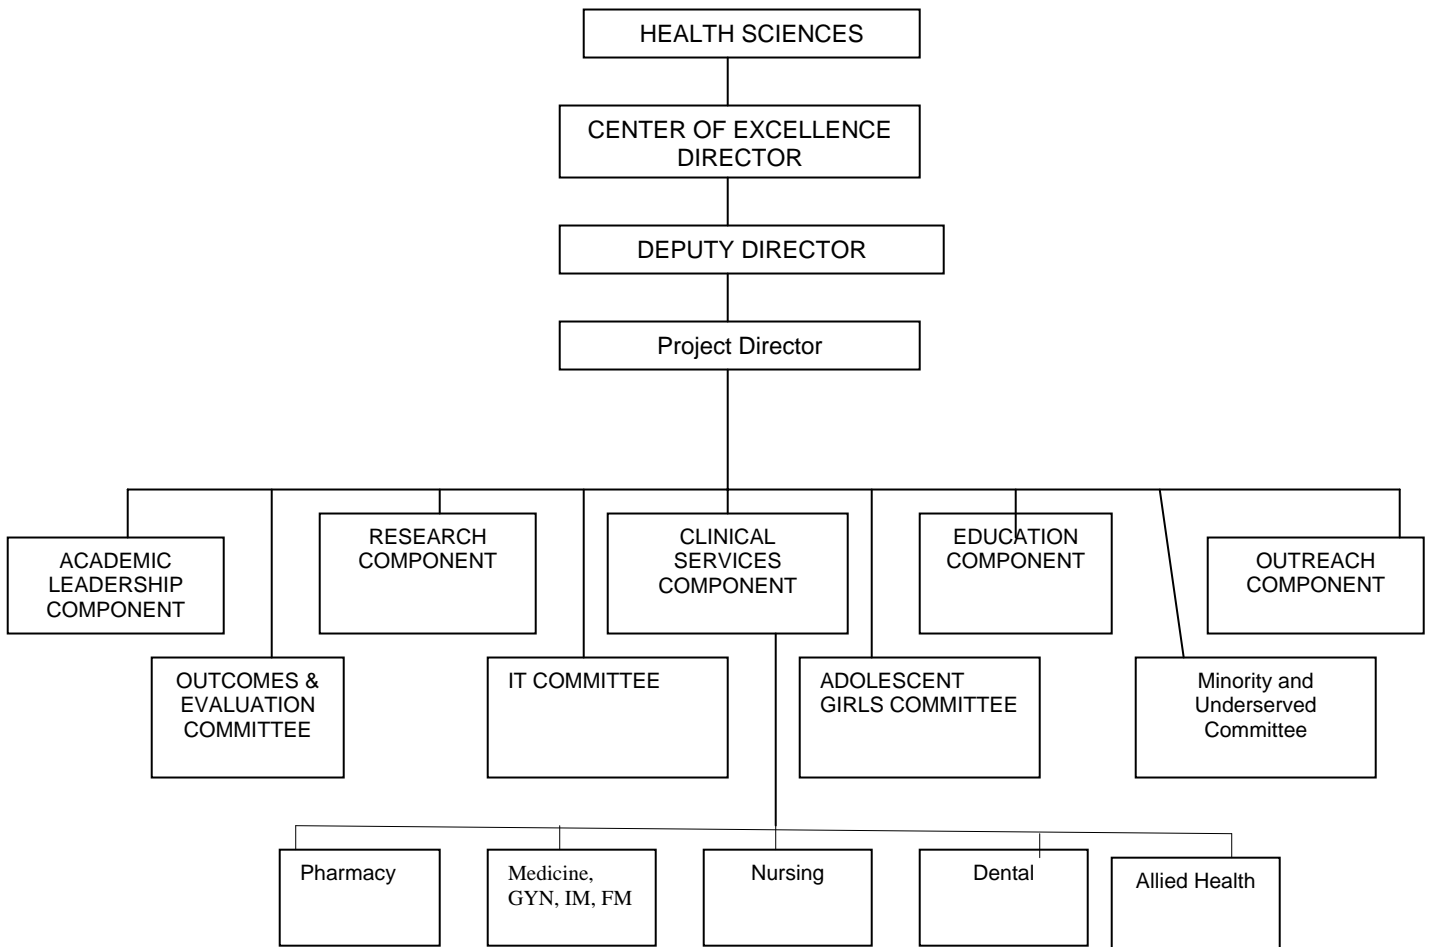 HEALTH SCIENCES
CENTER OF EXCELLENCE
DIRECTOR
DEPUTY DIRECTOR
Project Director
ACADEMIC
LEADERSHIP
COMPONENT
RESEARCH
COMPONENT
CLINICAL
SERVICES
COMPONENT
EDUCATION
COMPONENT
OUTREACH
COMPONENT
OUTCOMES &
EVALUATION
COMMITTEE
IT COMMITTEE
ADOLESCENT
GIRLS COMMITTEE
Minority and
Underserved
Committee
Pharmacy
Medicine,
GYN, IM, FM
Nursing
Dental
Allied Health